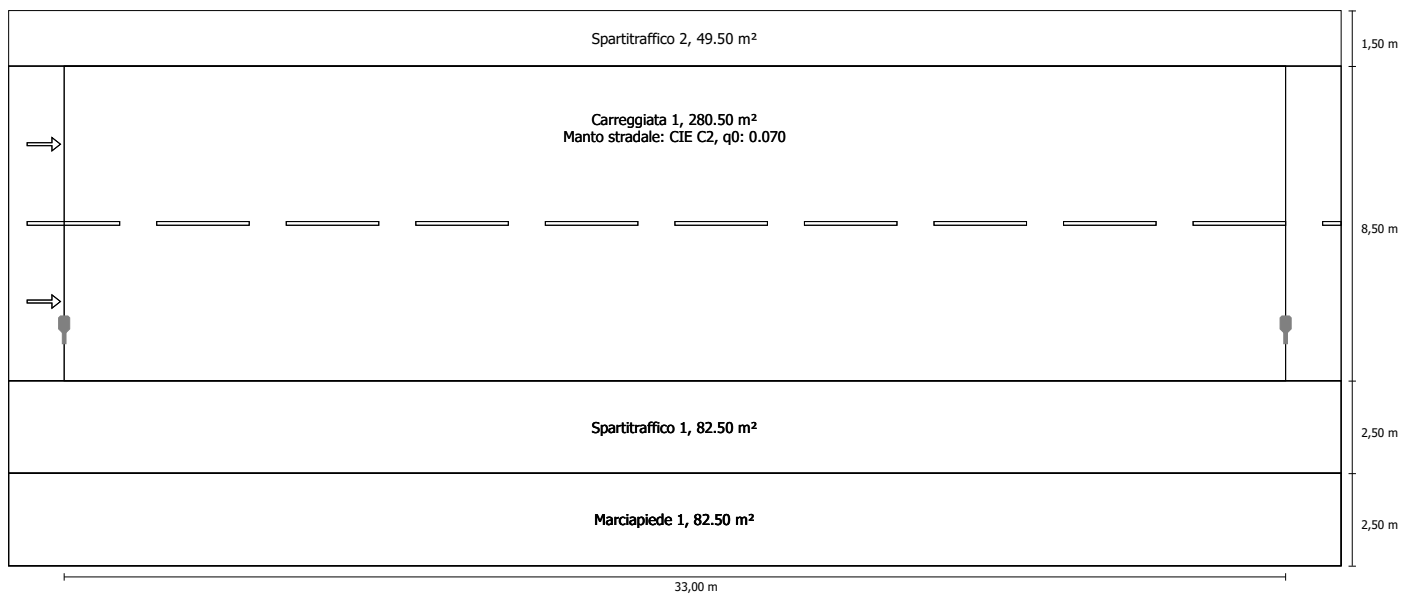 Spartitraffico 2, 49.50 m²
1,50 m
Carreggiata 1, 280.50 m²
Manto stradale: CIE C2, q0: 0.070
8,50 m
Spartitraffico 1, 82.50 m²
2,50 m
Marciapiede 1, 82.50 m²
2,50 m
33,00 m